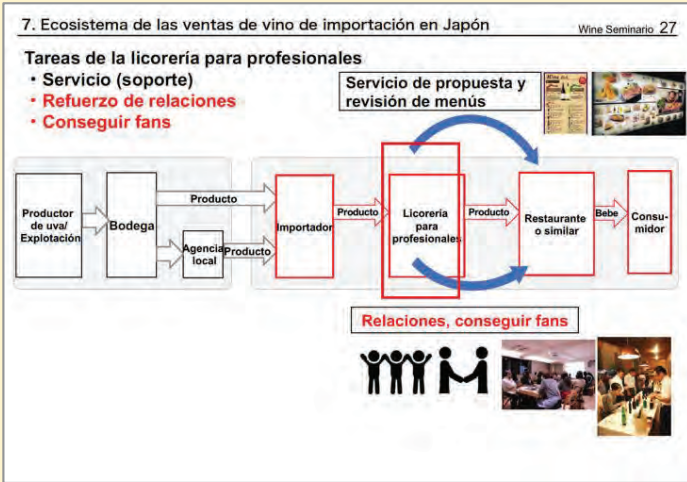 7. Ecosistema de las ventas de vino de importación en Japón
Wine Seminario 27
Tareas de la licorería para profesionales
・Servicio (soporte)
・Refuerzo de relaciones
・Conseguir fans
Servicio de propuesta y
revisión de menús
Productor
de uva/
Explotación
Bodega
Producto
Agencia
local
Producto
Importador
Producto
Licorería
para
profesionales
Producto
Restaurante
o similar
Bebe
Consu-
midor
Relaciones, conseguir fans